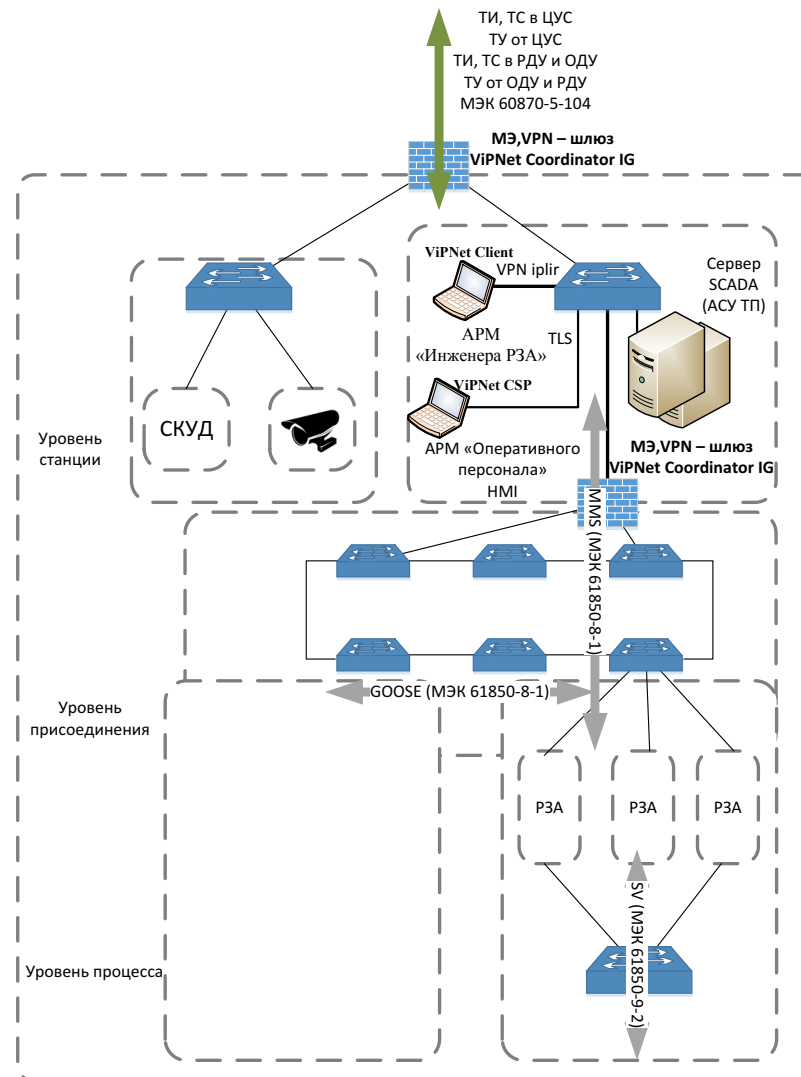 ТИ, ТС в ЦУС
ТУ от ЦУС
ТИ, ТС в РДУ и ОДУ
ТУ от ОДУ и РДУ
МЭК 60870-5-104
МЭ,VPN – шлюз
ViPNet Coordinator IG
ViPNet Client
VPN iplir
АРМ
«Инженера РЗА»
TLS
Сервер
SCADA
(АСУ ТП)
ViPNet CSP
АРМ «Оперативного
персонала»
HMI
МЭ,VPN – шлюз
ViPNet Coordinator IG
СКУД
Уровень
станции
MMS (МЭК 61850-8-1)
GOOSE (МЭК 61850-8-1)
Уровень
присоединения
РЗА
РЗА
РЗА
SV (МЭК 61850-9-2)
Уровень процесса